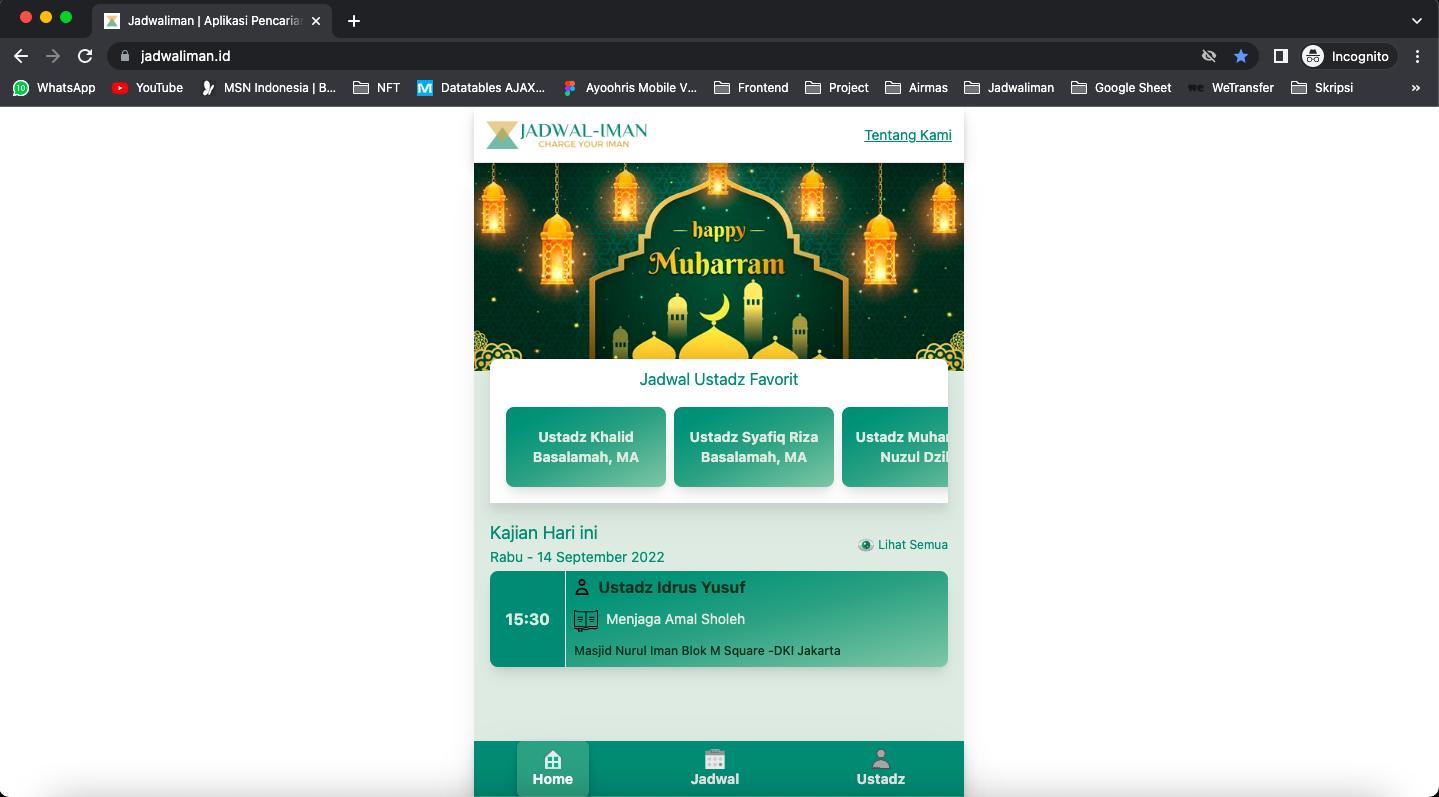 Jadwaliman | Aplikasi Pencarian
jadwaliman.id
Incognito
10
WhatsApp
YouTube
MSN Indonesia | B...
NFT
Datatables AJAX...
Ayoohris Mobile V...
Frontend
Project
Airmas
Jadwaliman
Google Sheet
we
WeTransfer
Skripsi
»
JADWAL-IMAN
CHARGE YOUR IMAN
Tentang Kami
happy
Muharram
Jadwal Ustadz Favorit
Ustadz Khalid
Basalamah, MA
Ustadz Syafiq Riza
Basalamah, MA
Ustadz Muha
Nuzul Dzi
Kajian Hari ini
Rabu - 14 September 2022
Lihat Semua
15:30
Ustadz Idrus Yusuf
Menjaga Amal Sholeh
Masjid Nurul Iman Blok M Square -DKI Jakarta
Home
Jadwal
Ustadz